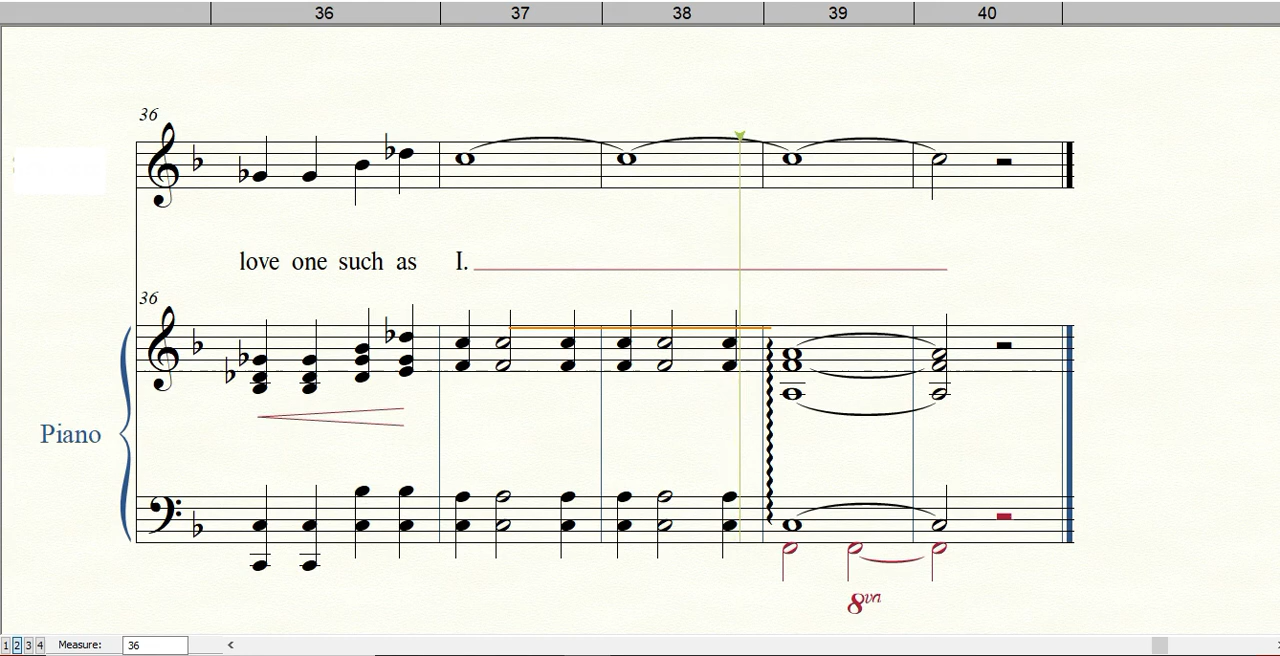 36 37 38 39 40
36
love one such as I.
36
Piano
8va
1 2 3 4 Measure: 36 <